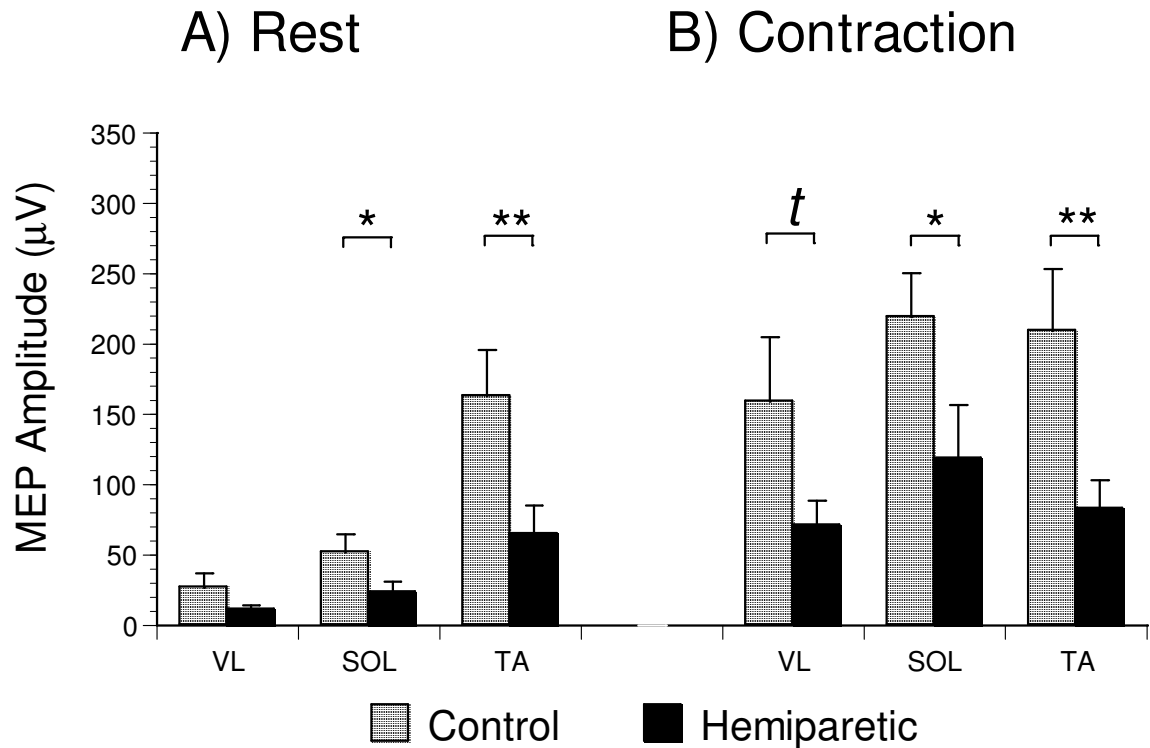 A) Rest
B) Contraction
MEP Amplitude (µV)
350
300
250
200
150
100
50
0
*
**
t
*
**
VL
SOL
TA
VL
SOL
TA
Control
Hemiparetic